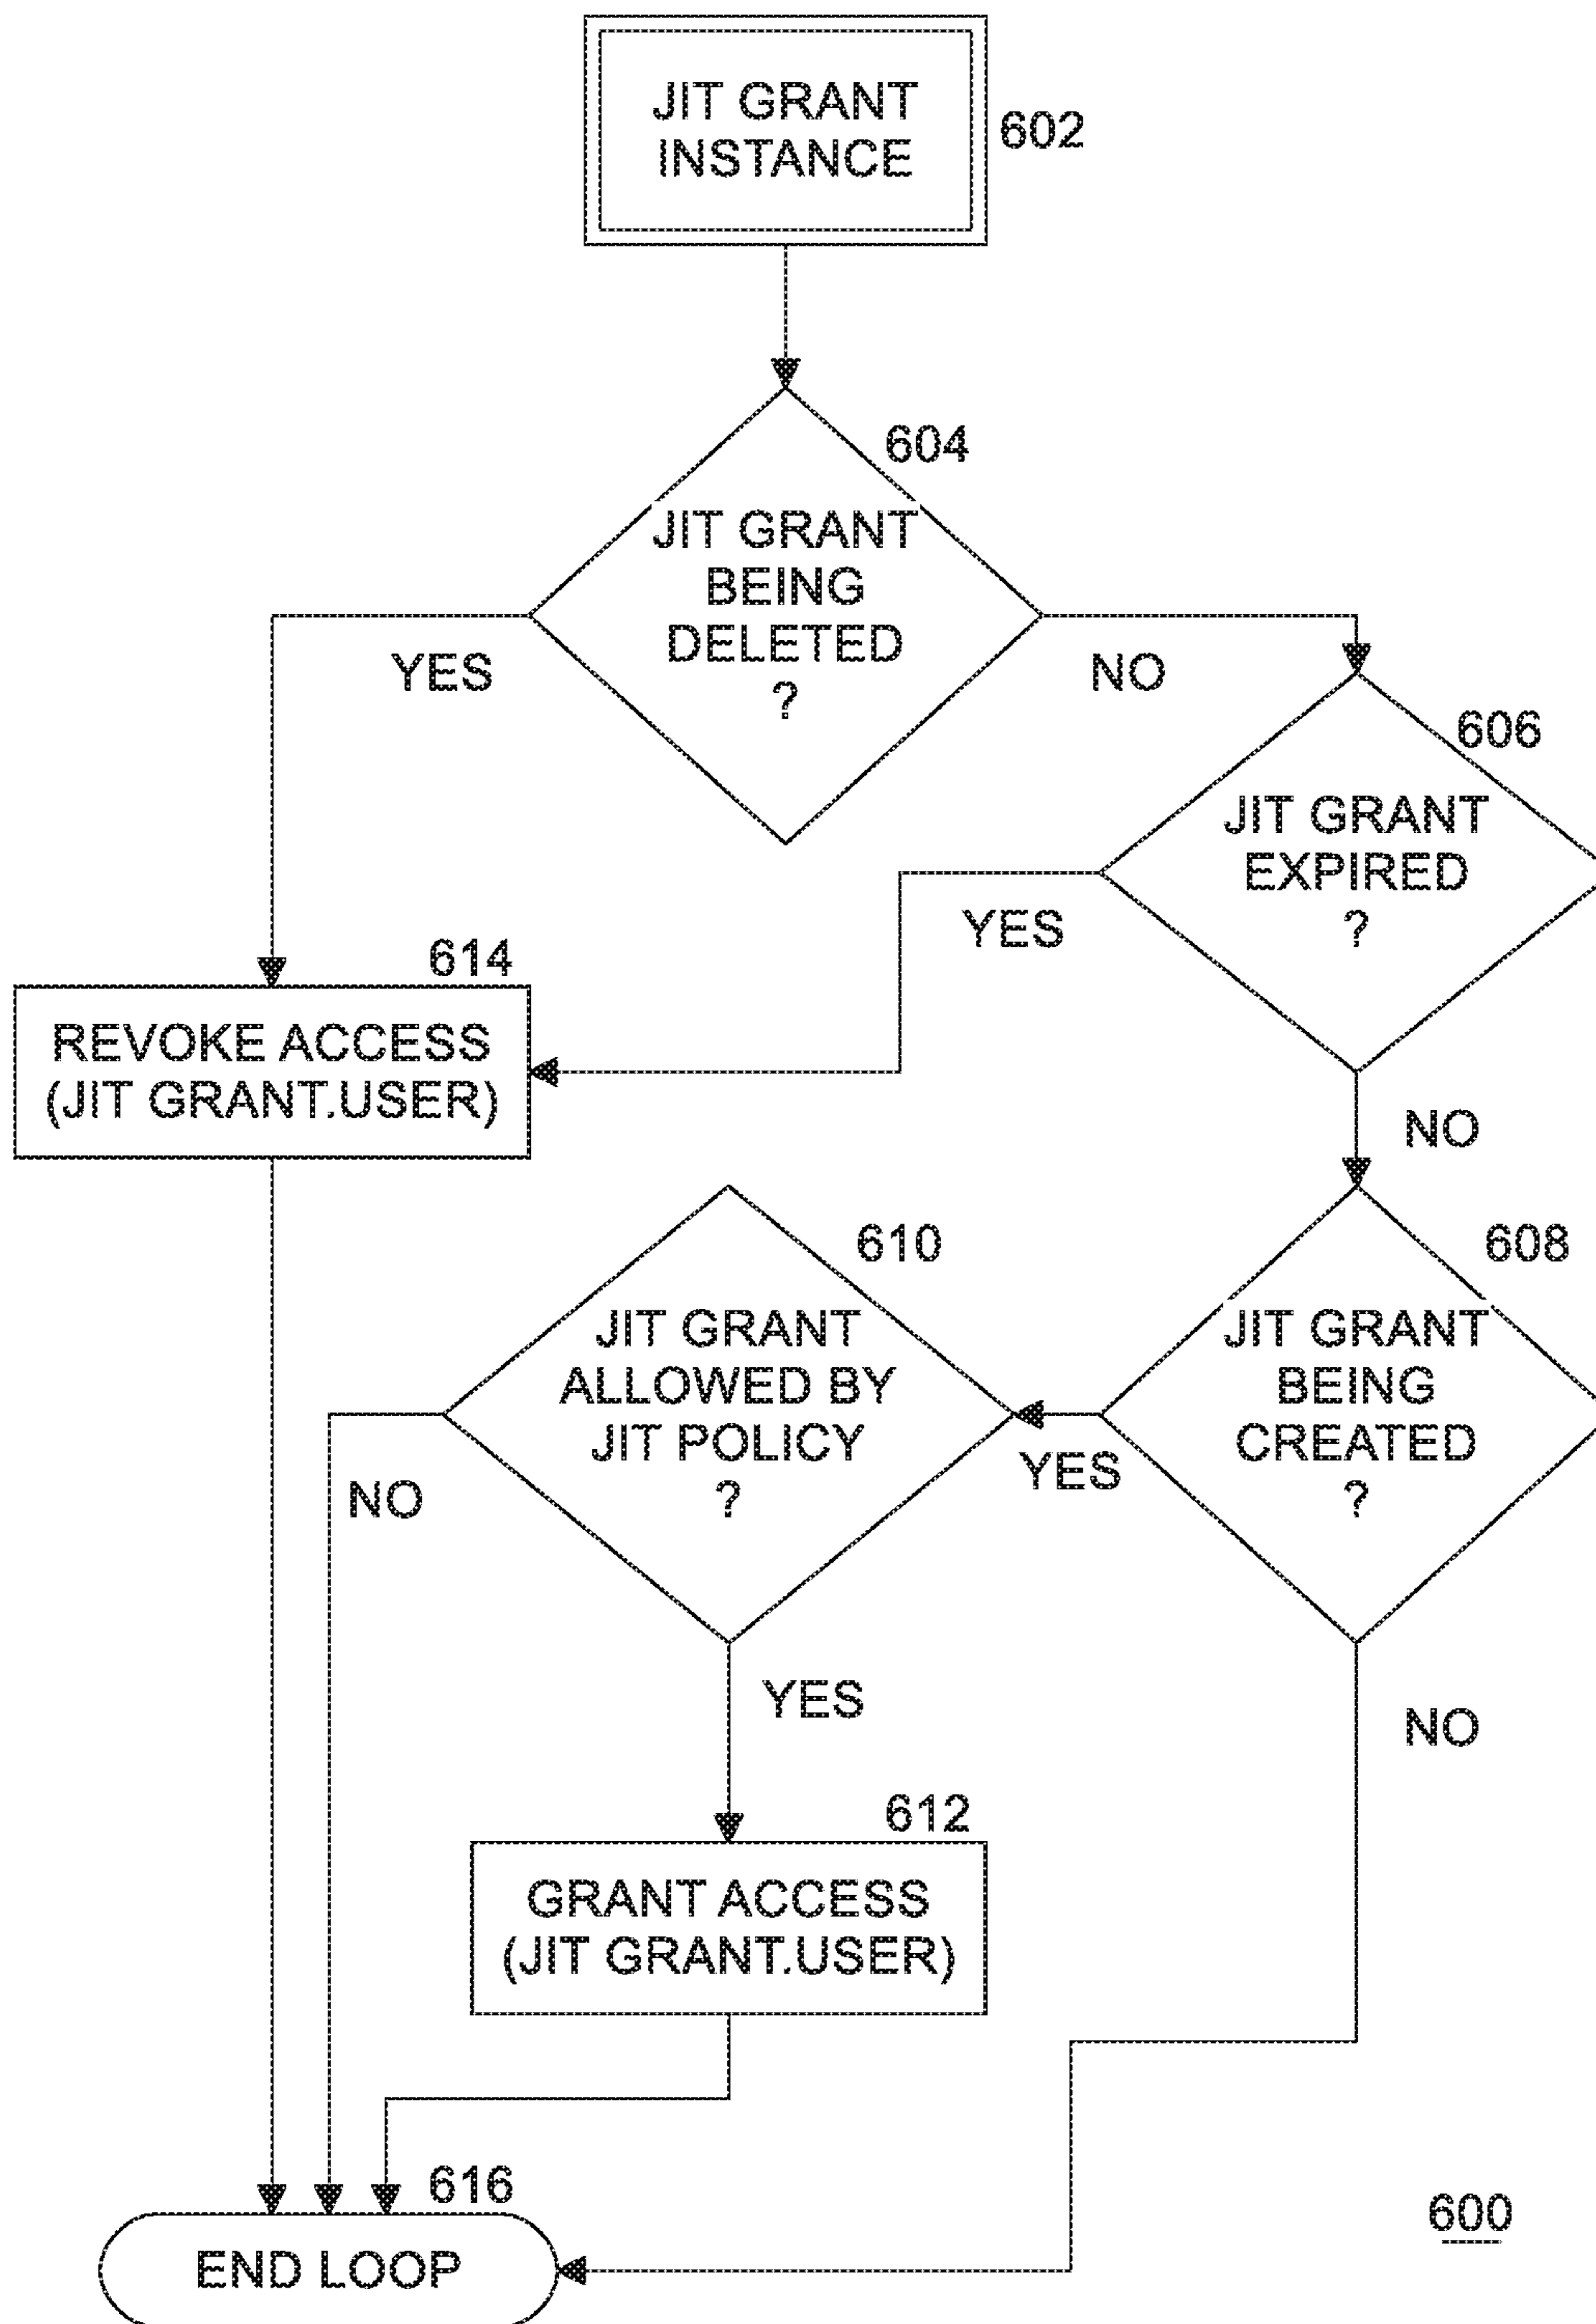 JIT GRANT
INSTANCE
602
604
JIT GRANT
BEING
DELETED
?
YES
NO
606
JIT GRANT
EXPIRED
?
YES
614
REVOKE ACCESS
(JIT GRANT.USER)
NO
610
608
JIT GRANT
ALLOWED BY
JIT POLICY
?
JIT GRANT
BEING
CREATED
?
YES
NO
YES
NO
612
GRANT ACCESS
(JIT GRANT.USER)
616
END LOOP
600